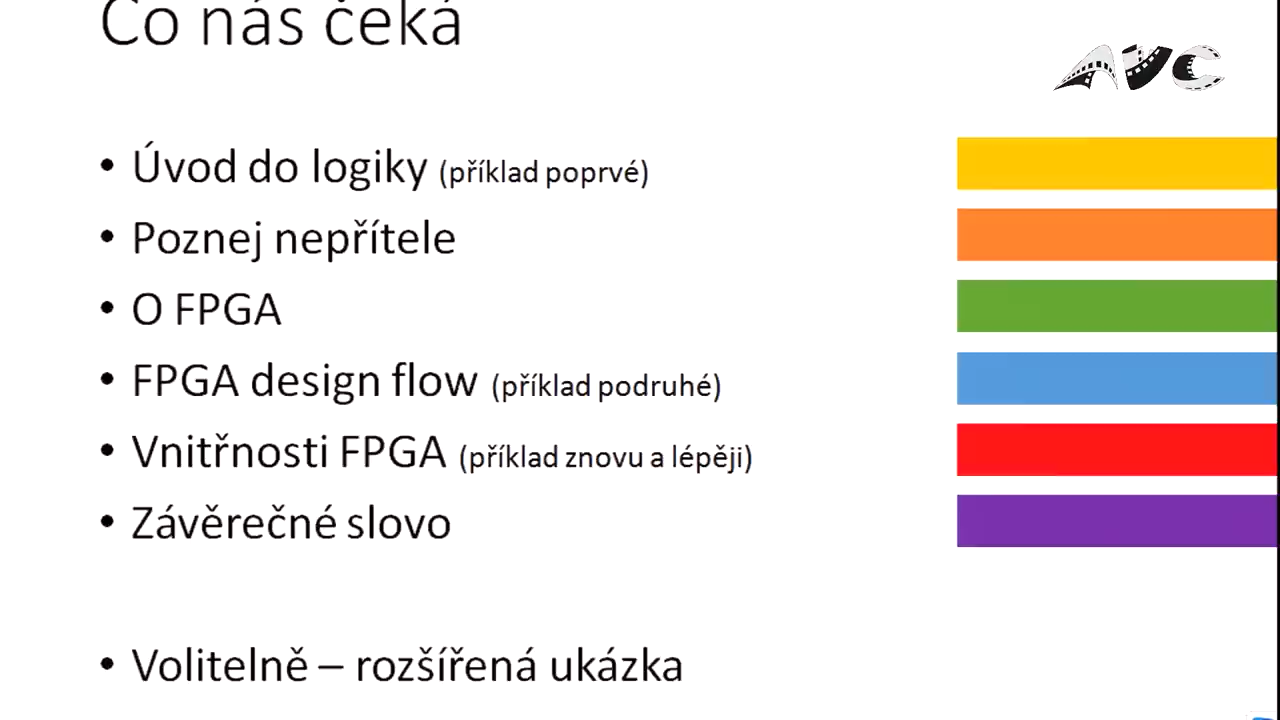 Co nás čeká
AVC
• Úvod do logiky (příklad poprvé)
• Poznej nepřítele
• O FPGA
• FPGA design flow (příklad podruhé)
• Vnitřnosti FPGA (příklad znovu a lépěji)
• Závěrečné slovo
• Volitelně – rozšířená ukázka